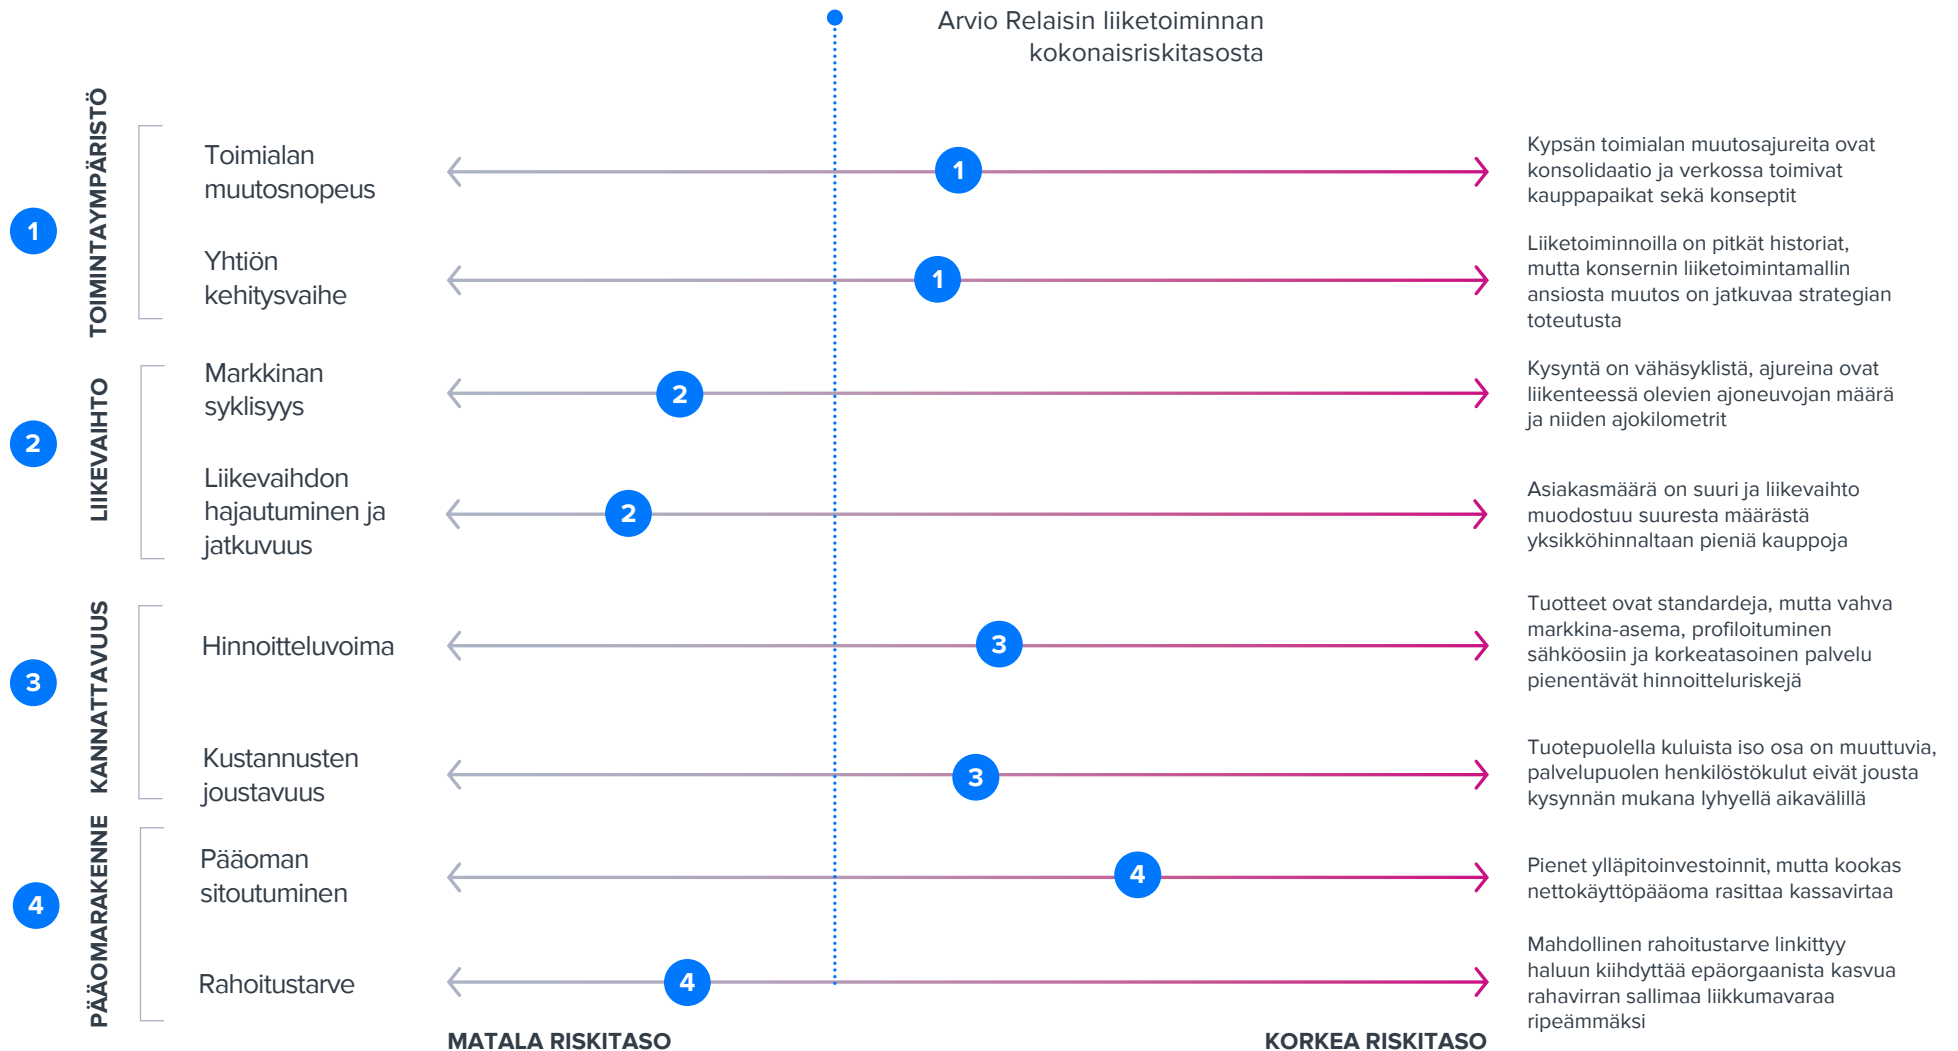 Arvio Relaisin liiketoiminnan
kokonaisriskitasosta
1
TOIMINTAYMPÄRISTÖ
Toimialan
muutosnopeus
1
Kypsän toimialan muutosajureita ovat
konsolidaatio ja verkossa toimivat
kauppapaikat sekä konseptit
Yhtiön
kehitysvaihe
1
Liiketoiminnoilla on pitkät historiat,
mutta konsernin liiketoimintamallin
ansiosta muutos on jatkuvaa strategian
toteutusta
2
LIIKEVAIHTO
Markkinan
syklisyys
2
Kysyntä on vähäsyklistä, ajureina ovat
liikenteessä olevien ajoneuvojan määrä
ja niiden ajokilometrit
Liikevaihdon
hajautuminen ja
jatkuvuus
2
Asiakasmäärä on suuri ja liikevaihto
muodostuu suuresta määrästä
yksikköhinnaltaan pieniä kauppoja
3
KANNATTAVUUS
Hinnoitteluvoima
3
Tuotteet ovat standardeja, mutta vahva
markkina-asema, profiloituminen
sähköosiin ja korkeatasoinen palvelu
pienentävät hinnoitteluriskejä
Kustannusten
joustavuus
3
Tuotepuolella kuluista iso osa on muuttuvia,
palvelupuolen henkilöstökulut eivät jousta
kysynnän mukana lyhyellä aikavälillä
4
PÄÄOMARAKENNE
Pääoman
sitoutuminen
4
Pienet ylläpitoinvestoinnit, mutta kookas
nettokäyttöpääoma rasittaa kassavirtaa
Rahoitustarve
4
Mahdollinen rahoitustarve linkittyy
haluun kiihdyttää epäorgaanista kasvua
rahavirran sallimaa liikkumavaraa
ripeämmäksi
MATALA RISKITASO
KORKEA RISKITASO